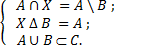 A ∩ X = A \ B ;
X Δ B = A ;
A ∪ B ⊂ C.